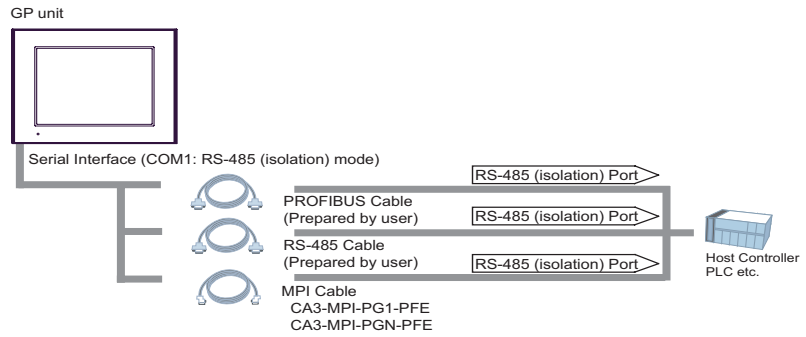 GP unit
Serial Interface (COM1: RS-485 (isolation) mode)
RS-485 (isolation) Port
PROFIBUS Cable
(Prepared by user)
RS-485 (isolation) Port
RS-485 Cable
(Prepared by user)
RS-485 (isolation) Port
Host Controller
PLC etc.
MPI Cable
CA3-MPI-PG1-PFE
CA3-MPI-PGN-PFE